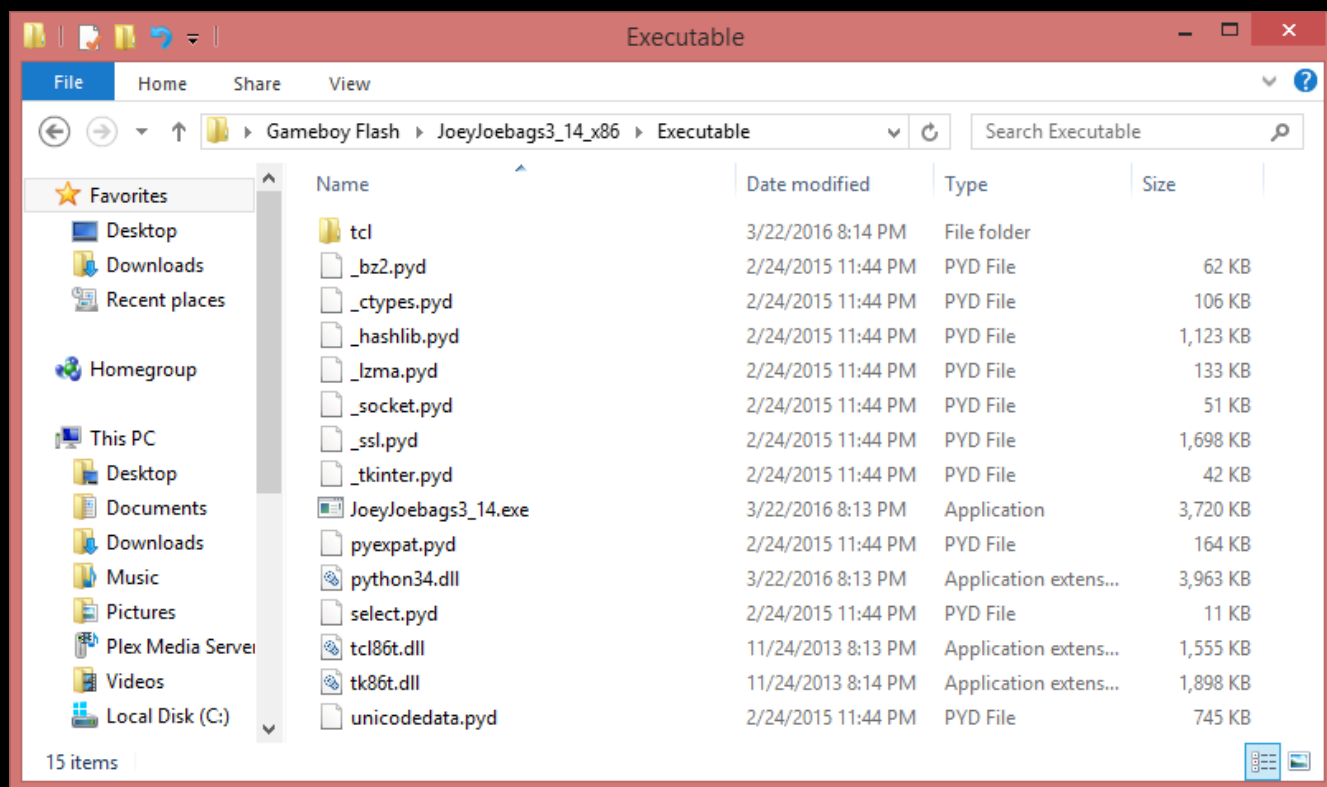 Executable
File Home Share View
Gameboy Flash JoeyJoebags3_14_x86 Executable Search Executable
Name Date modified Type Size
Favorites
Desktop
Downloads
Recent places
Homegroup
This PC
Desktop
Documents
Downloads
Music
Pictures
Plex Media Server
Videos
Local Disk (C:)
tcl 3/22/2016 8:14 PM File folder
_bz2.pyd 2/24/2015 11:44 PM PYD File 62 KB
_ctypes.pyd 2/24/2015 11:44 PM PYD File 106 KB
_hashlib.pyd 2/24/2015 11:44 PM PYD File 1,123 KB
_lzma.pyd 2/24/2015 11:44 PM PYD File 133 KB
_socket.pyd 2/24/2015 11:44 PM PYD File 51 KB
_ssl.pyd 2/24/2015 11:44 PM PYD File 1,698 KB
_tkinter.pyd 2/24/2015 11:44 PM PYD File 42 KB
JoeyJoebags3_14.exe 3/22/2016 8:13 PM Application 3,720 KB
pyexpat.pyd 2/24/2015 11:44 PM PYD File 164 KB
python34.dll 3/22/2016 8:13 PM Application extens... 3,963 KB
select.pyd 2/24/2015 11:44 PM PYD File 11 KB
tcl86t.dll 11/24/2013 8:13 PM Application extens... 1,555 KB
tk86t.dll 11/24/2013 8:14 PM Application extens... 1,898 KB
unicodedata.pyd 2/24/2015 11:44 PM PYD File 745 KB
15 items